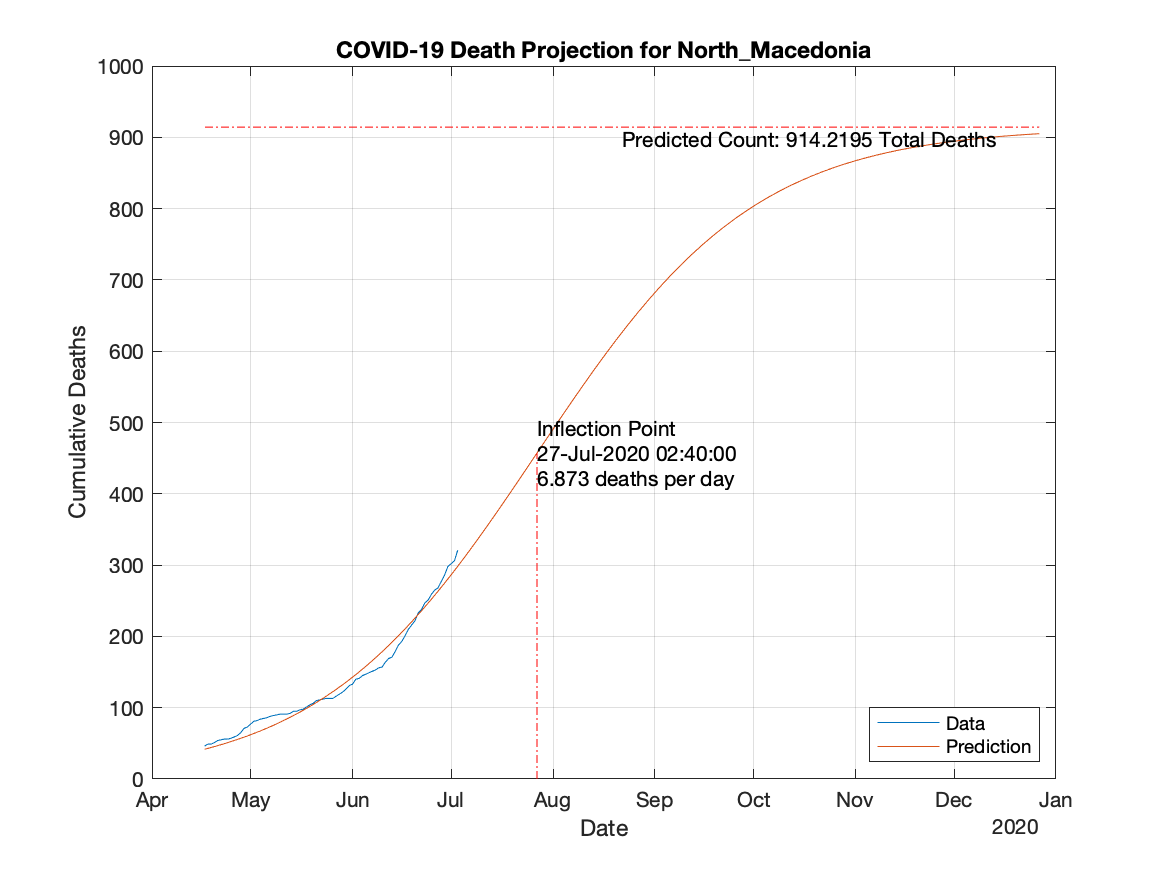 COVID-19 Death Projection for North_Macedonia
1000
900
800
700
600
500
400
300
200
100
0
Cumulative Deaths
Predicted Count: 914.2195 Total Deaths
Inflection Point
27-Jul-2020 02:40:00
6.873 deaths per day
Data
Prediction
Apr May Jun Jul Aug Sep Oct Nov Dec Jan
Date
2020